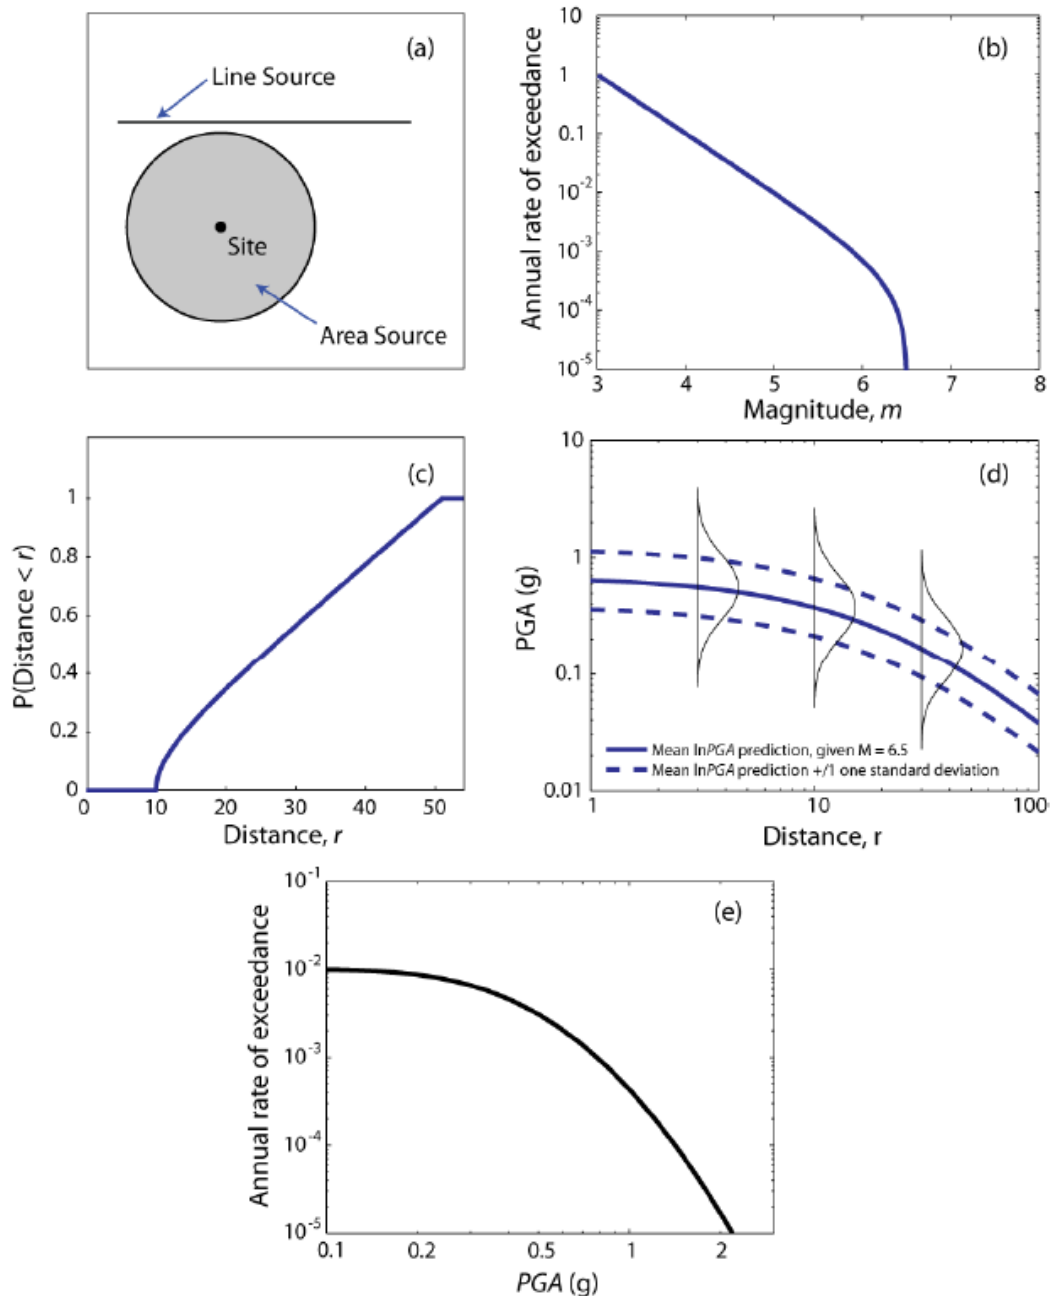 (a)
Line Source
Site
Area Source
(b)
Annual rate of exceedance
10
1
0.1
10-2
10-3
10-4
10-5
3 4 5 6 7 8
Magnitude, m
(c)
P(Distance < r)
1
0.8
0.6
0.4
0.2
0
0 10 20 30 40 50
Distance, r
(d)
PGA (g)
10
1
0.1
0.01
Mean lnPGA prediction, given M = 6.5
Mean lnPGA prediction +/1 one standard deviation
1 10 100
Distance, r
(e)
Annual rate of exceedance
10-1
10-2
10-3
10-4
10-5
0.1 0.2 0.5 1 2
PGA (g)